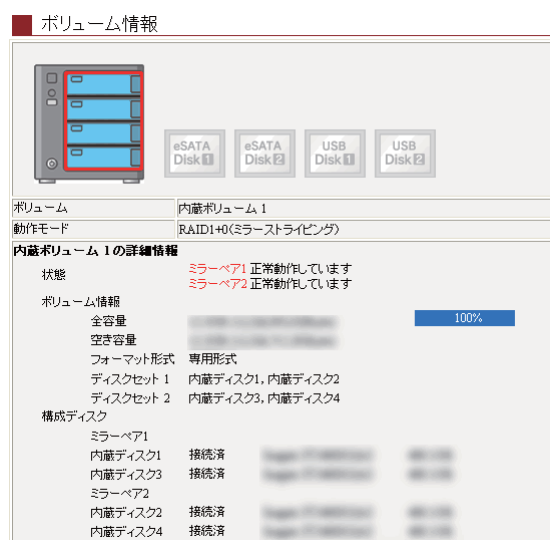 ボリューム情報
eSATA Disk1 eSATA Disk2 USB Disk1 USB Disk2
ボリューム 内蔵ボリューム 1
動作モード RAID1+0(ミラーストライピング)
内蔵ボリューム 1の詳細情報
状態 ミラーペア1 正常動作しています
ミラーペア2 正常動作しています
ボリューム情報
全容量 100%
空き容量
フォーマット形式 専用形式
ディスクセット 1 内蔵ディスク1, 内蔵ディスク2
ディスクセット 2 内蔵ディスク3, 内蔵ディスク4
構成ディスク
ミラーペア1
内蔵ディスク1 接続済
内蔵ディスク3 接続済
ミラーペア2
内蔵ディスク2 接続済
内蔵ディスク4 接続済